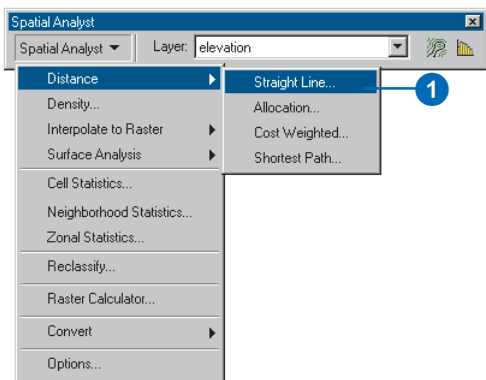 Spatial Analyst
Spatial Analyst Layer: elevation
Distance
Density...
Interpolate to Raster
Surface Analysis
Cell Statistics...
Neighborhood Statistics...
Zonal Statistics...
Reclassify...
Raster Calculator...
Convert
Options...
Straight Line...
Allocation...
Cost Weighted...
Shortest Path...
1